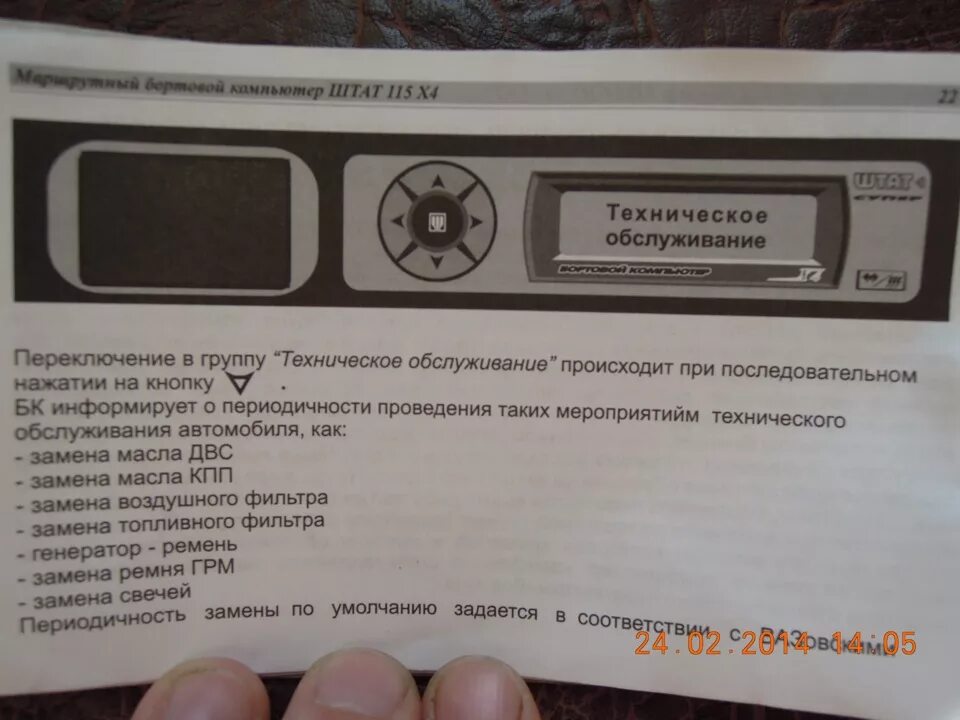 Маршрутный бортовой компьютер ШТАТ 115 X4
22
ШТАТ
СУПЕР
Техническое
обслуживание
БОРТОВОЙ КОМПЬЮТЕР
Переключение в группу "Техническое обслуживание" происходит при последовательном
нажатии на кнопку .
БК информирует о периодичности проведения таких мероприятийм технического
обслуживания автомобиля, как:
- замена масла ДВС
- замена масла КПП
- замена воздушного фильтра
- замена топливного фильтра
- генератор - ремень
- замена ремня ГРМ
- замена свечей
Периодичность замены по умолчанию задается в соответствии с ВАЗовскими
24.02.2014 14:05